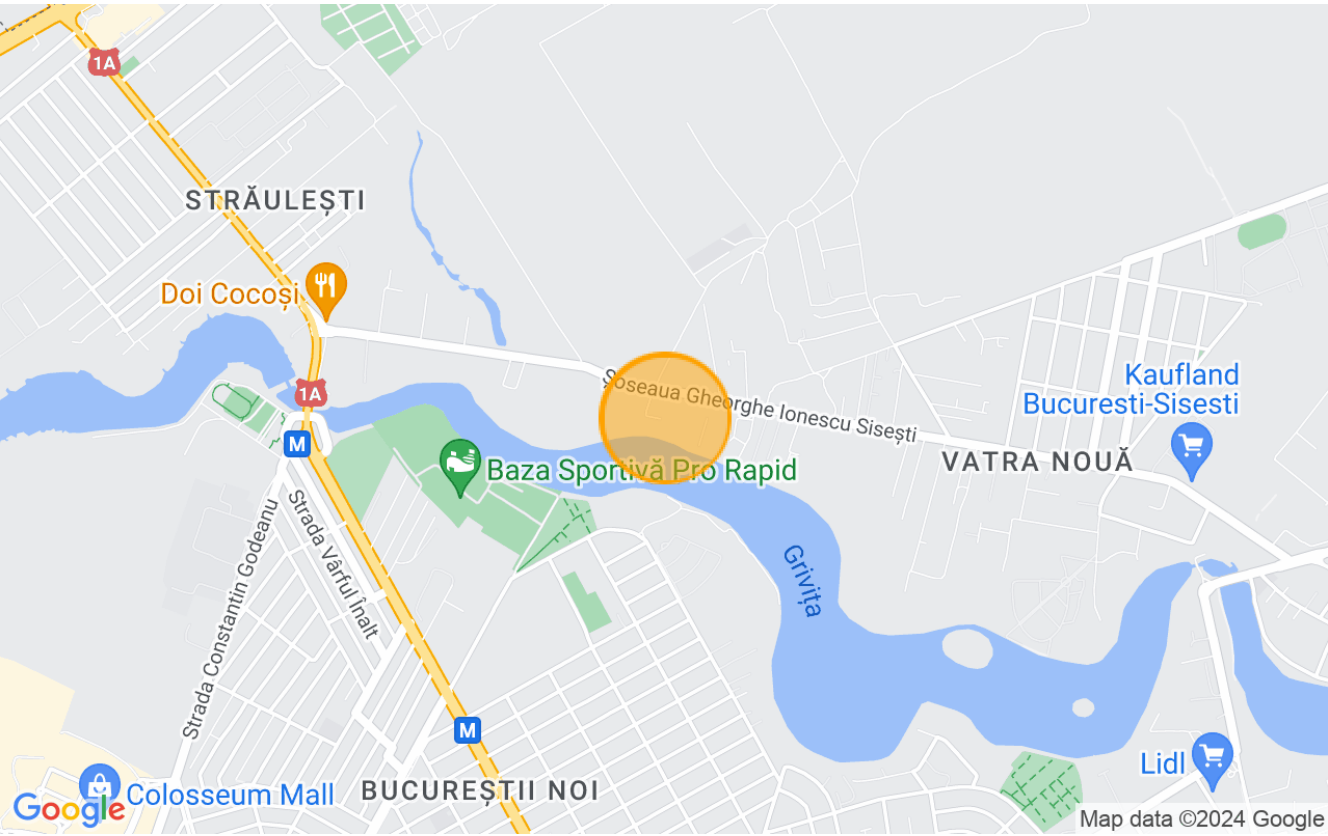 1A
STRĂULEȘTI
Doi Cocoși
1A
M
Șoseaua Gheorghe Ionescu Sisești
Kaufland
Bucuresti-Sisesti
VATRA NOUĂ
Baza Sportivă Pro Rapid
Strada Constantin Godeanu
Strada Vârful Înalt
Grivița
M
Lidl
Colosseum Mall
BUCUREȘTII NOI
Google
Map data ©2024 Google